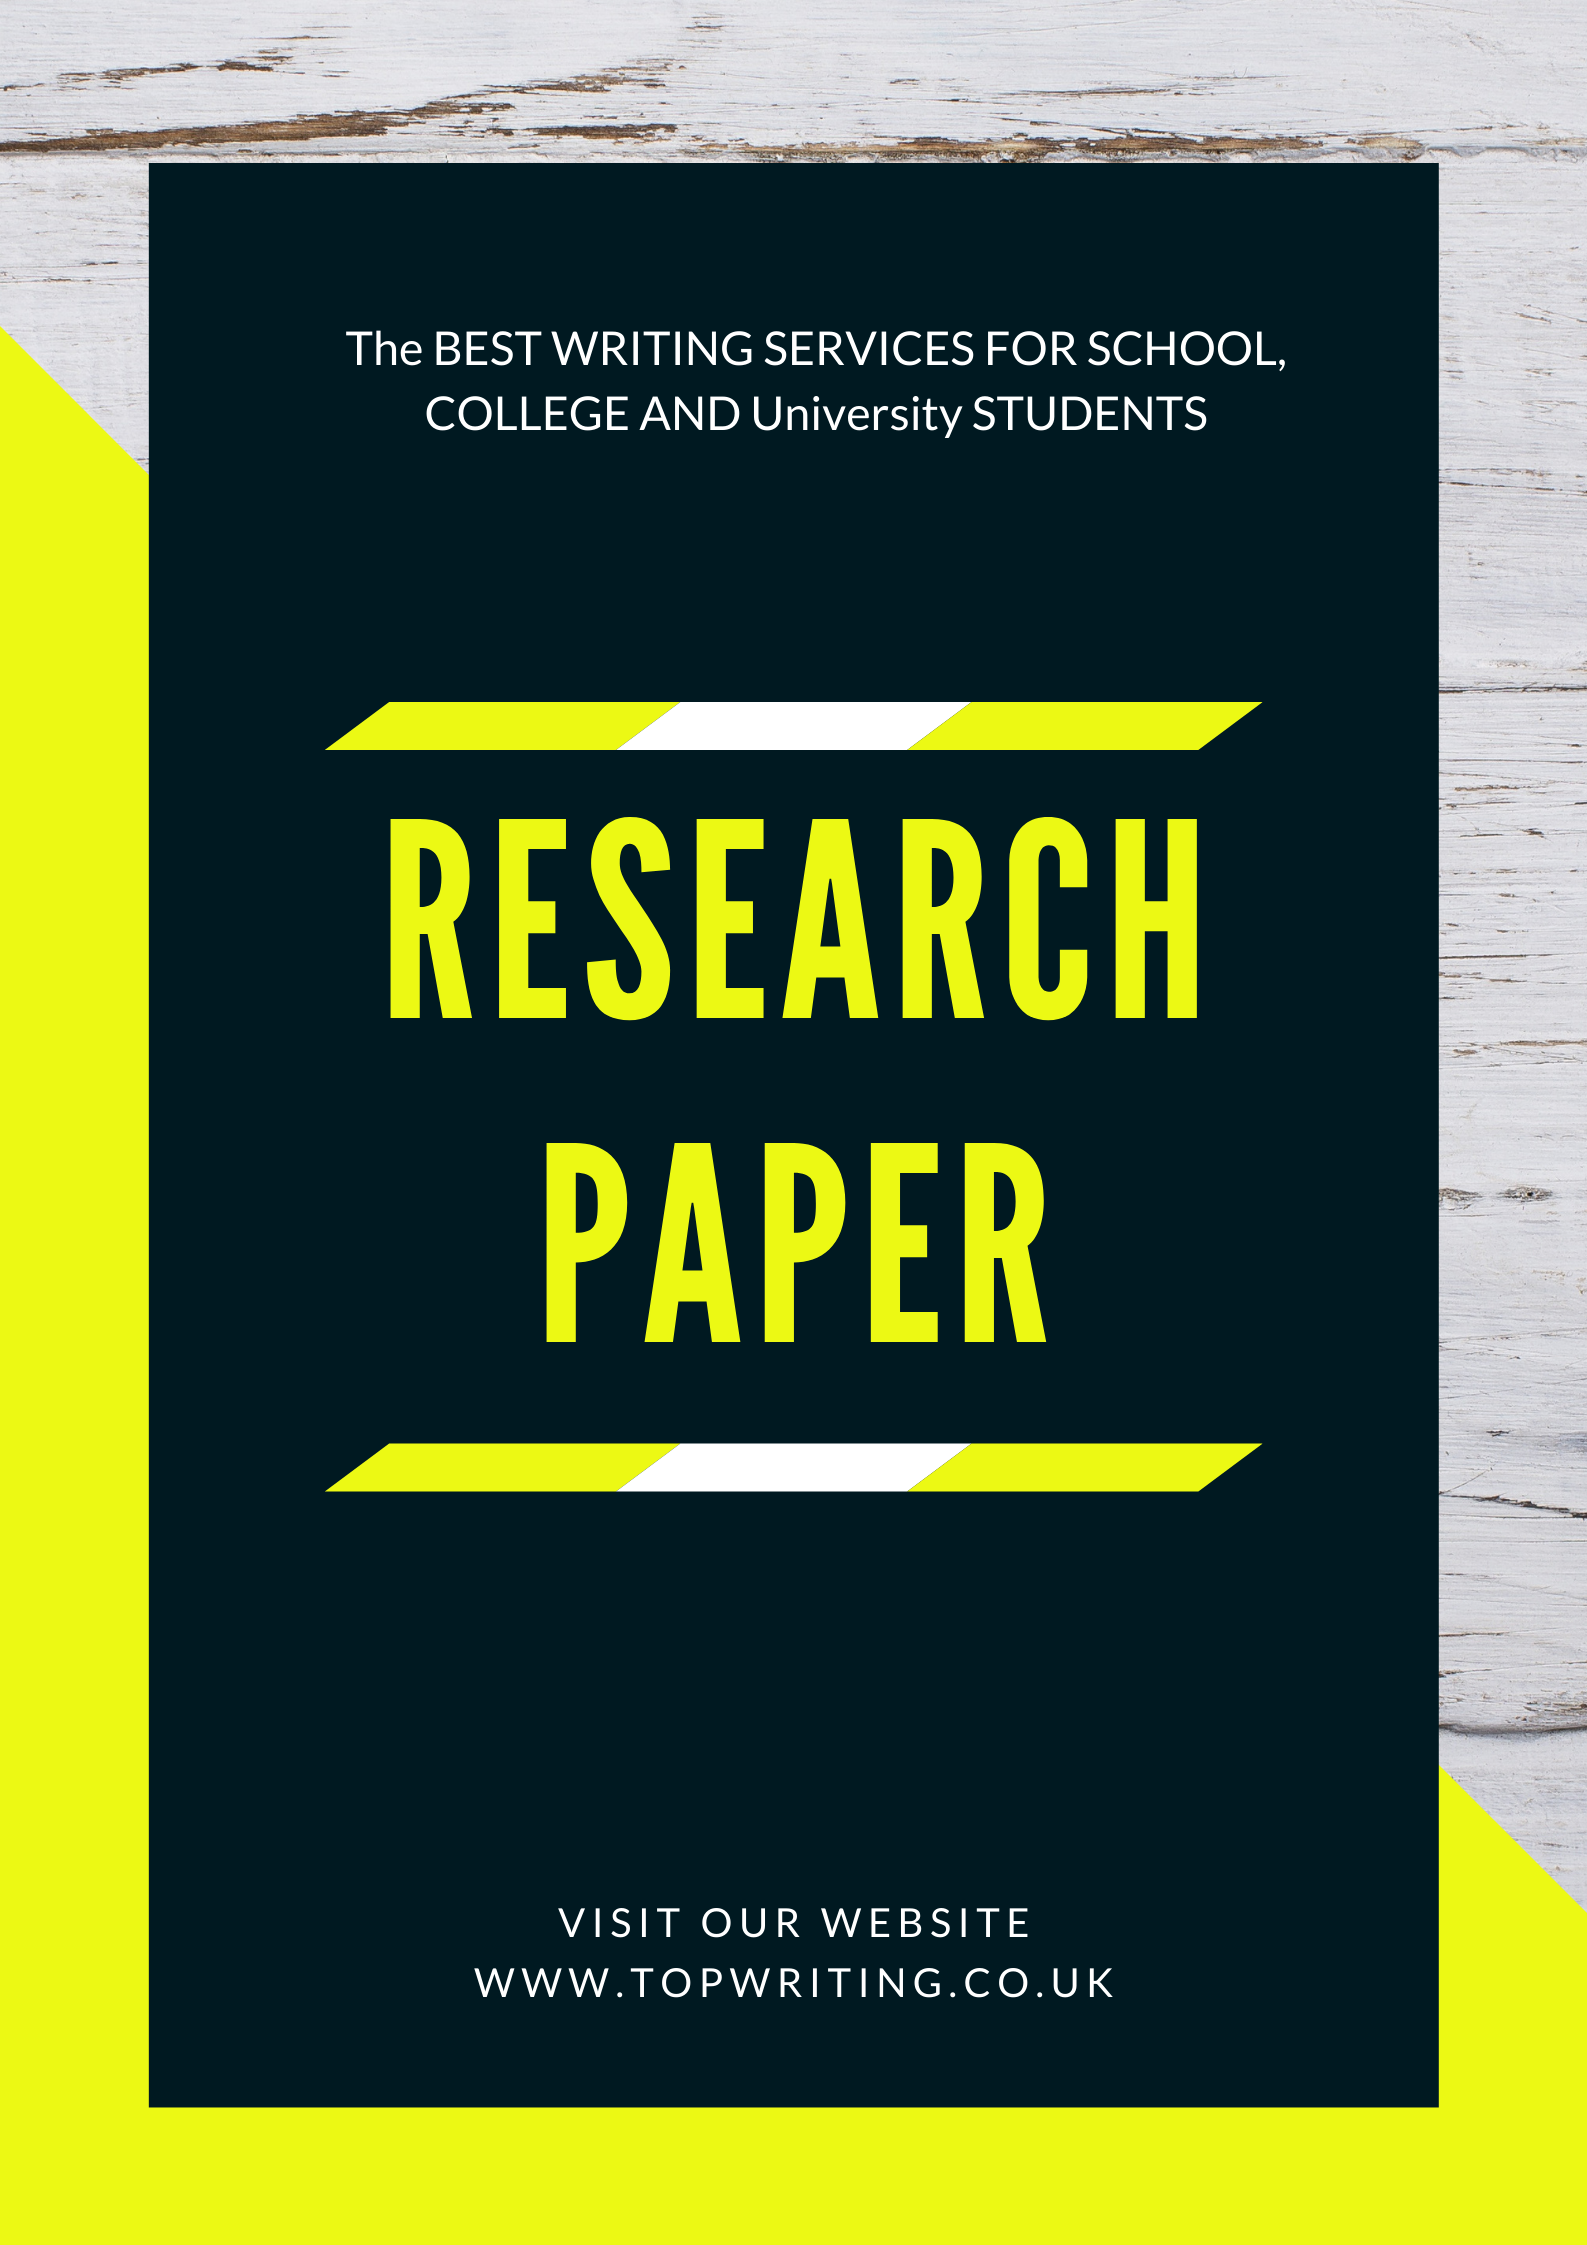 The BEST WRITING SERVICES FOR SCHOOL,
COLLEGE AND University STUDENTS
RESEARCH
PAPER
VISIT OUR WEBSITE
WWW.TOPWRITING.CO.UK